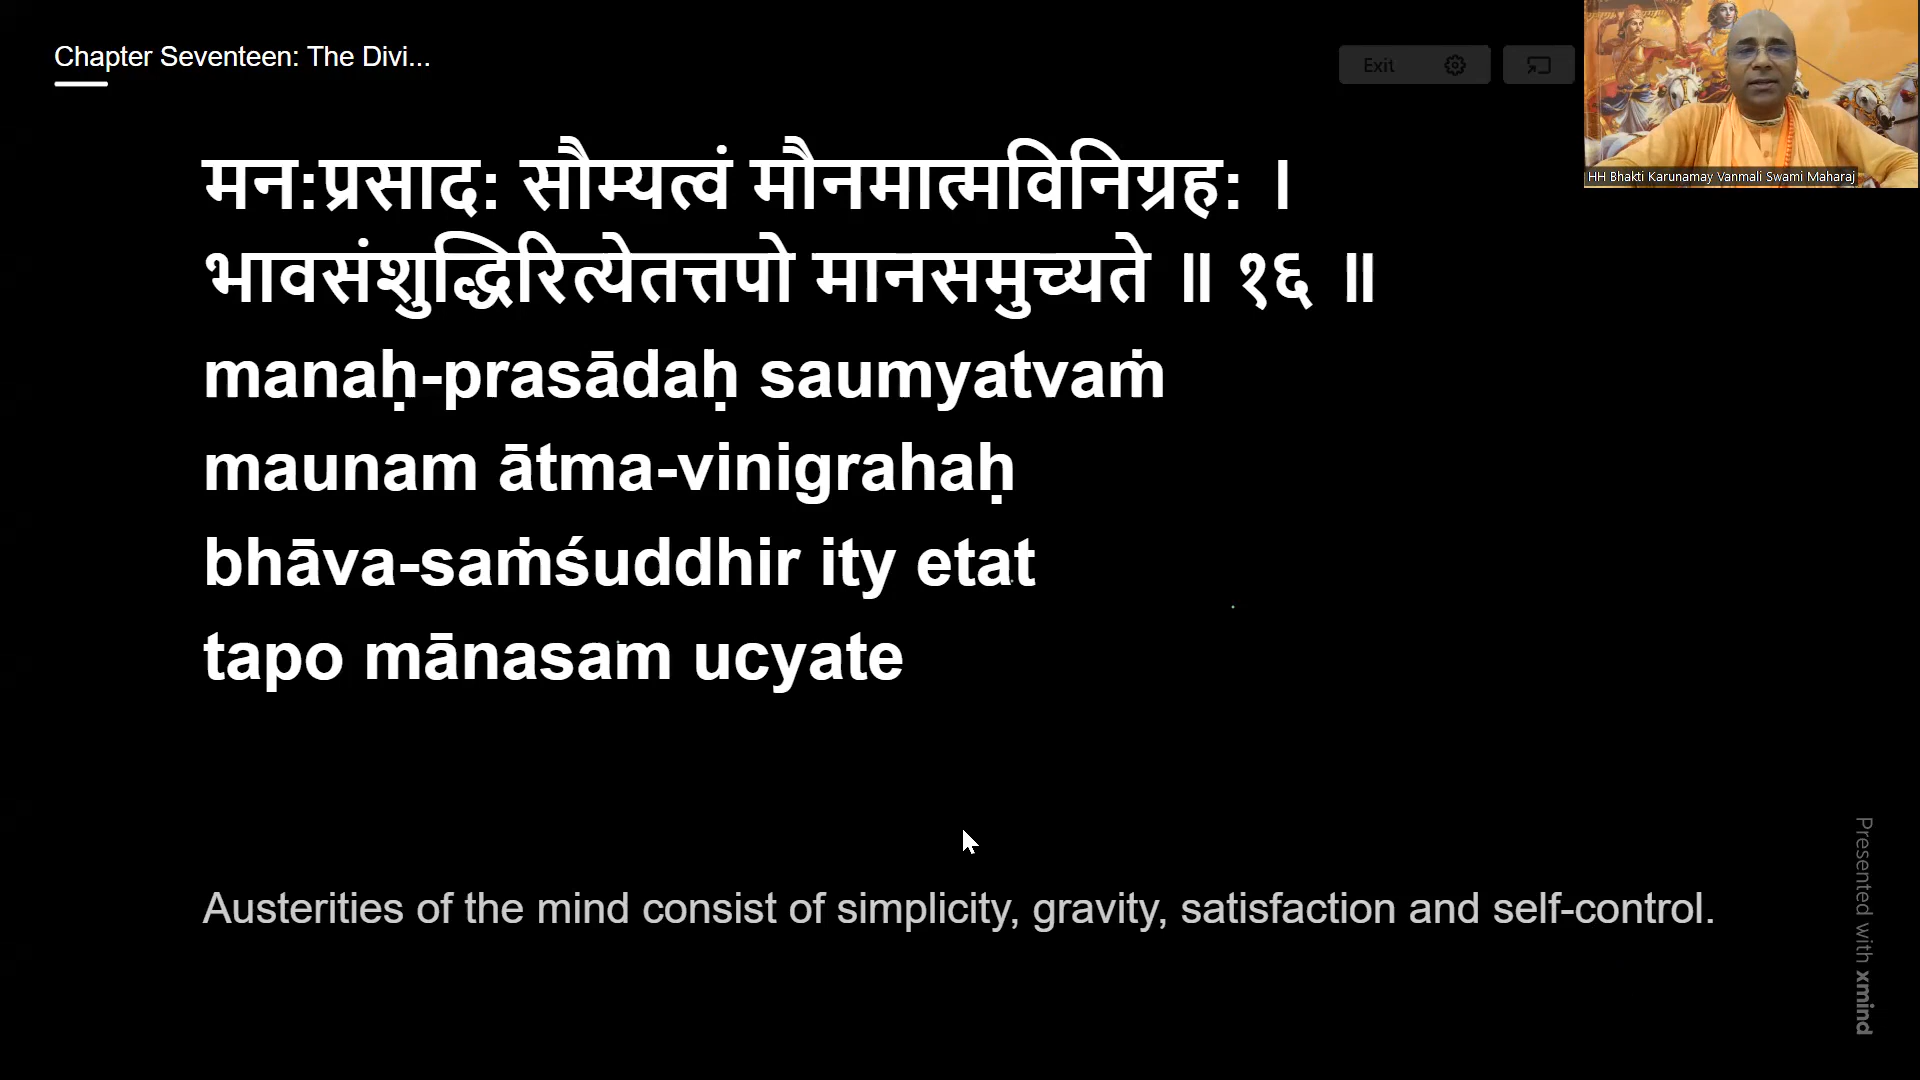 Chapter Seventeen: The Divi...
Exit
HH Bhakti Karunamay Vanmali Swami Maharaj
मन:प्रसाद: सौम्यत्वं मौनमात्मविनिग्रह: ।
भावसंशुद्धिरित्येतत्तपो मानसमुच्यते ॥ १६ ॥
manaḥ-prasādaḥ saumyatvaṁ
maunam ātma-vinigrahaḥ
bhāva-saṁśuddhir ity etat
tapo mānasam ucyate
Austerities of the mind consist of simplicity, gravity, satisfaction and self-control.
Presented with xmind